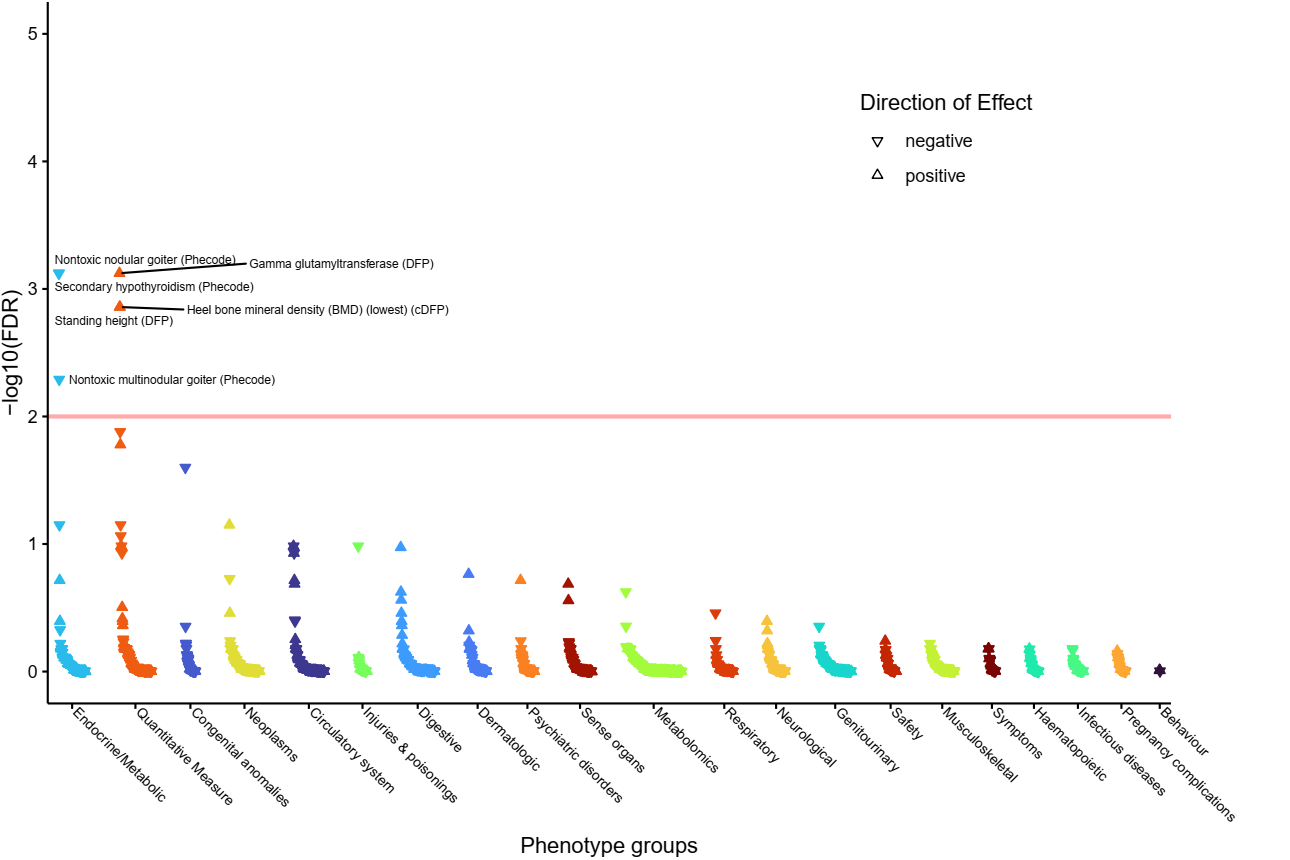 5
Direction of Effect
negative
4
positive
Nontoxic nodular goiter (Phecode)
Gamma glutamyltransferase (DFP)
3
Secondary hypothyroidism (Phecode)
Heel bone mineral density (BMD) (lowest) (cDFP)
Standing height (DFP)
−log10(FDR)
Nontoxic multinodular goiter (Phecode)
2
1
0
Endocrine/Metabolic
Quantitative Measure
Congenital anomalies
Neoplasms
Circulatory system
Injuries & poisonings
Digestive
Dermatologic
Psychiatric disorders
Sense organs
Metabolomics
Respiratory
Neurological
Genitourinary
Safety
Musculoskeletal
Symptoms
Haematopoietic
Infectious diseases
Pregnancy complications
Behaviour
Phenotype groups